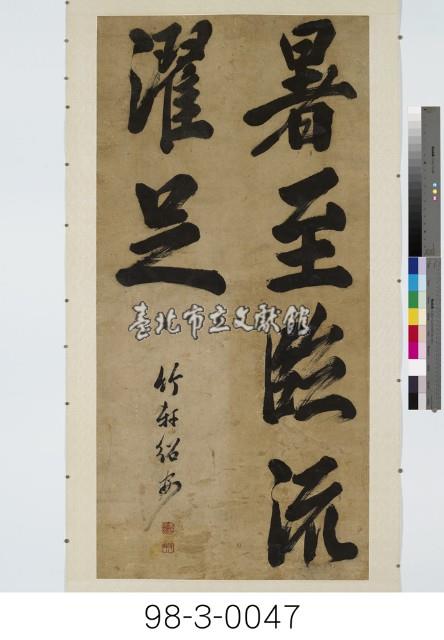 暑至臨流
濯足
竹軒紹
臺北市立文獻館
98-3-0047